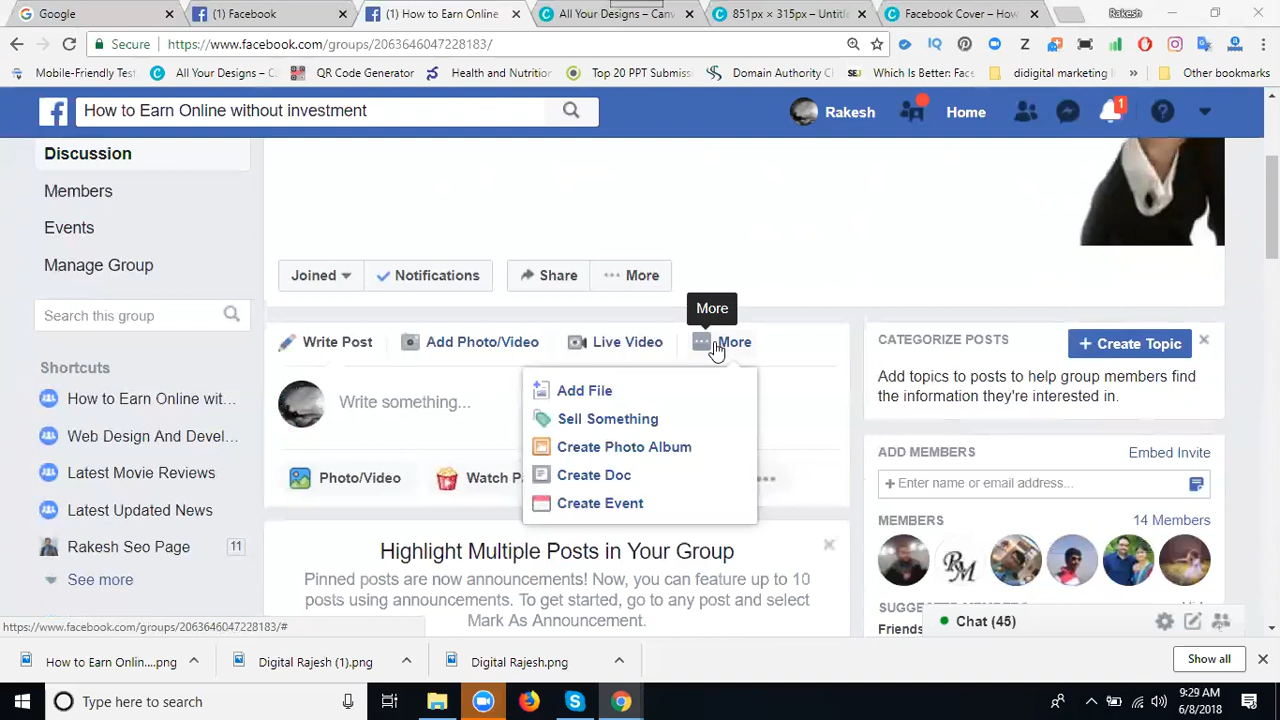 Google
(1) Facebook
(1) How to Earn Online
All Your Designs – Canv
851px × 315px – Untitle
Facebook Cover – How
Rakesh
Secure
https://www.facebook.com/groups/2063646047228183/
Mobile-Friendly Test
All Your Designs – C
QR Code Generator
Health and Nutrition
Top 20 PPT Submiss
Domain Authority C
Which Is Better: Face
didigital marketing
Other bookmarks
How to Earn Online without investment
Rakesh
Home
1
Discussion
Members
Events
Manage Group
Search this group
Shortcuts
How to Earn Online wit...
Web Design And Devel...
Latest Movie Reviews
Latest Updated News
Rakesh Seo Page
11
See more
Joined
Notifications
Share
More
More
Write Post
Add Photo/Video
Live Video
More
Write something...
Add File
Sell Something
Create Photo Album
Create Doc
Create Event
Photo/Video
Watch Pa
Highlight Multiple Posts in Your Group
Pinned posts are now announcements! Now, you can feature up to 10
posts using announcements. To get started, go to any post and select
Mark As Announcement.
CATEGORIZE POSTS
+ Create Topic
Add topics to posts to help group members find
the information they're interested in.
ADD MEMBERS
Embed Invite
+ Enter name or email address...
MEMBERS
14 Members
RM
Friends
Chat (45)
https://www.facebook.com/groups/2063646047228183/#
How to Earn Onlin....png
Digital Rajesh (1).png
Digital Rajesh.png
Show all
Type here to search
9:29 AM
6/8/2018